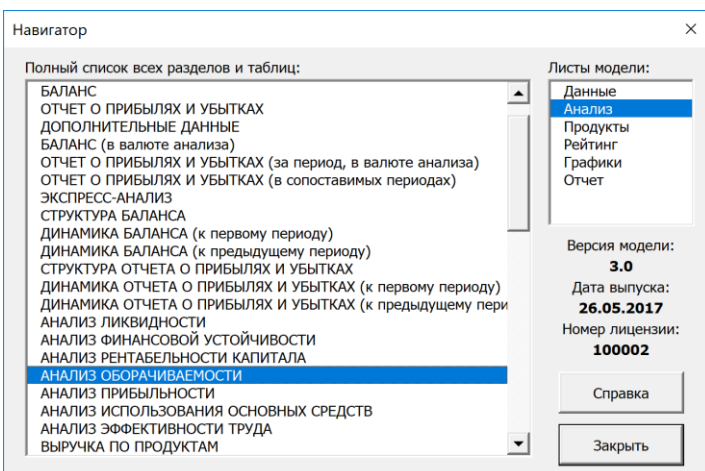 Навигатор
Полный список всех разделов и таблиц:
БАЛАНС
ОТЧЕТ О ПРИБЫЛЯХ И УБЫТКАХ
ДОПОЛНИТЕЛЬНЫЕ ДАННЫЕ
БАЛАНС (в валюте анализа)
ОТЧЕТ О ПРИБЫЛЯХ И УБЫТКАХ (за период, в валюте анализа)
ОТЧЕТ О ПРИБЫЛЯХ И УБЫТКАХ (в сопоставимых периодах)
ЭКСПРЕСС-АНАЛИЗ
СТРУКТУРА БАЛАНСА
ДИНАМИКА БАЛАНСА (к первому периоду)
ДИНАМИКА БАЛАНСА (к предыдущему периоду)
СТРУКТУРА ОТЧЕТА О ПРИБЫЛЯХ И УБЫТКАХ
ДИНАМИКА ОТЧЕТА О ПРИБЫЛЯХ И УБЫТКАХ (к первому периоду)
ДИНАМИКА ОТЧЕТА О ПРИБЫЛЯХ И УБЫТКАХ (к предыдущему пери
АНАЛИЗ ЛИКВИДНОСТИ
АНАЛИЗ ФИНАНСОВОЙ УСТОЙЧИВОСТИ
АНАЛИЗ РЕНТАБЕЛЬНОСТИ КАПИТАЛА
АНАЛИЗ ОБОРАЧИВАЕМОСТИ
АНАЛИЗ ПРИБЫЛЬНОСТИ
АНАЛИЗ ИСПОЛЬЗОВАНИЯ ОСНОВНЫХ СРЕДСТВ
АНАЛИЗ ЭФФЕКТИВНОСТИ ТРУДА
ВЫРУЧКА ПО ПРОДУКТАМ
Листы модели:
Данные
Анализ
Продукты
Рейтинг
Графики
Отчет
Версия модели:
3.0
Дата выпуска:
26.05.2017
Номер лицензии:
100002
Справка
Закрыть